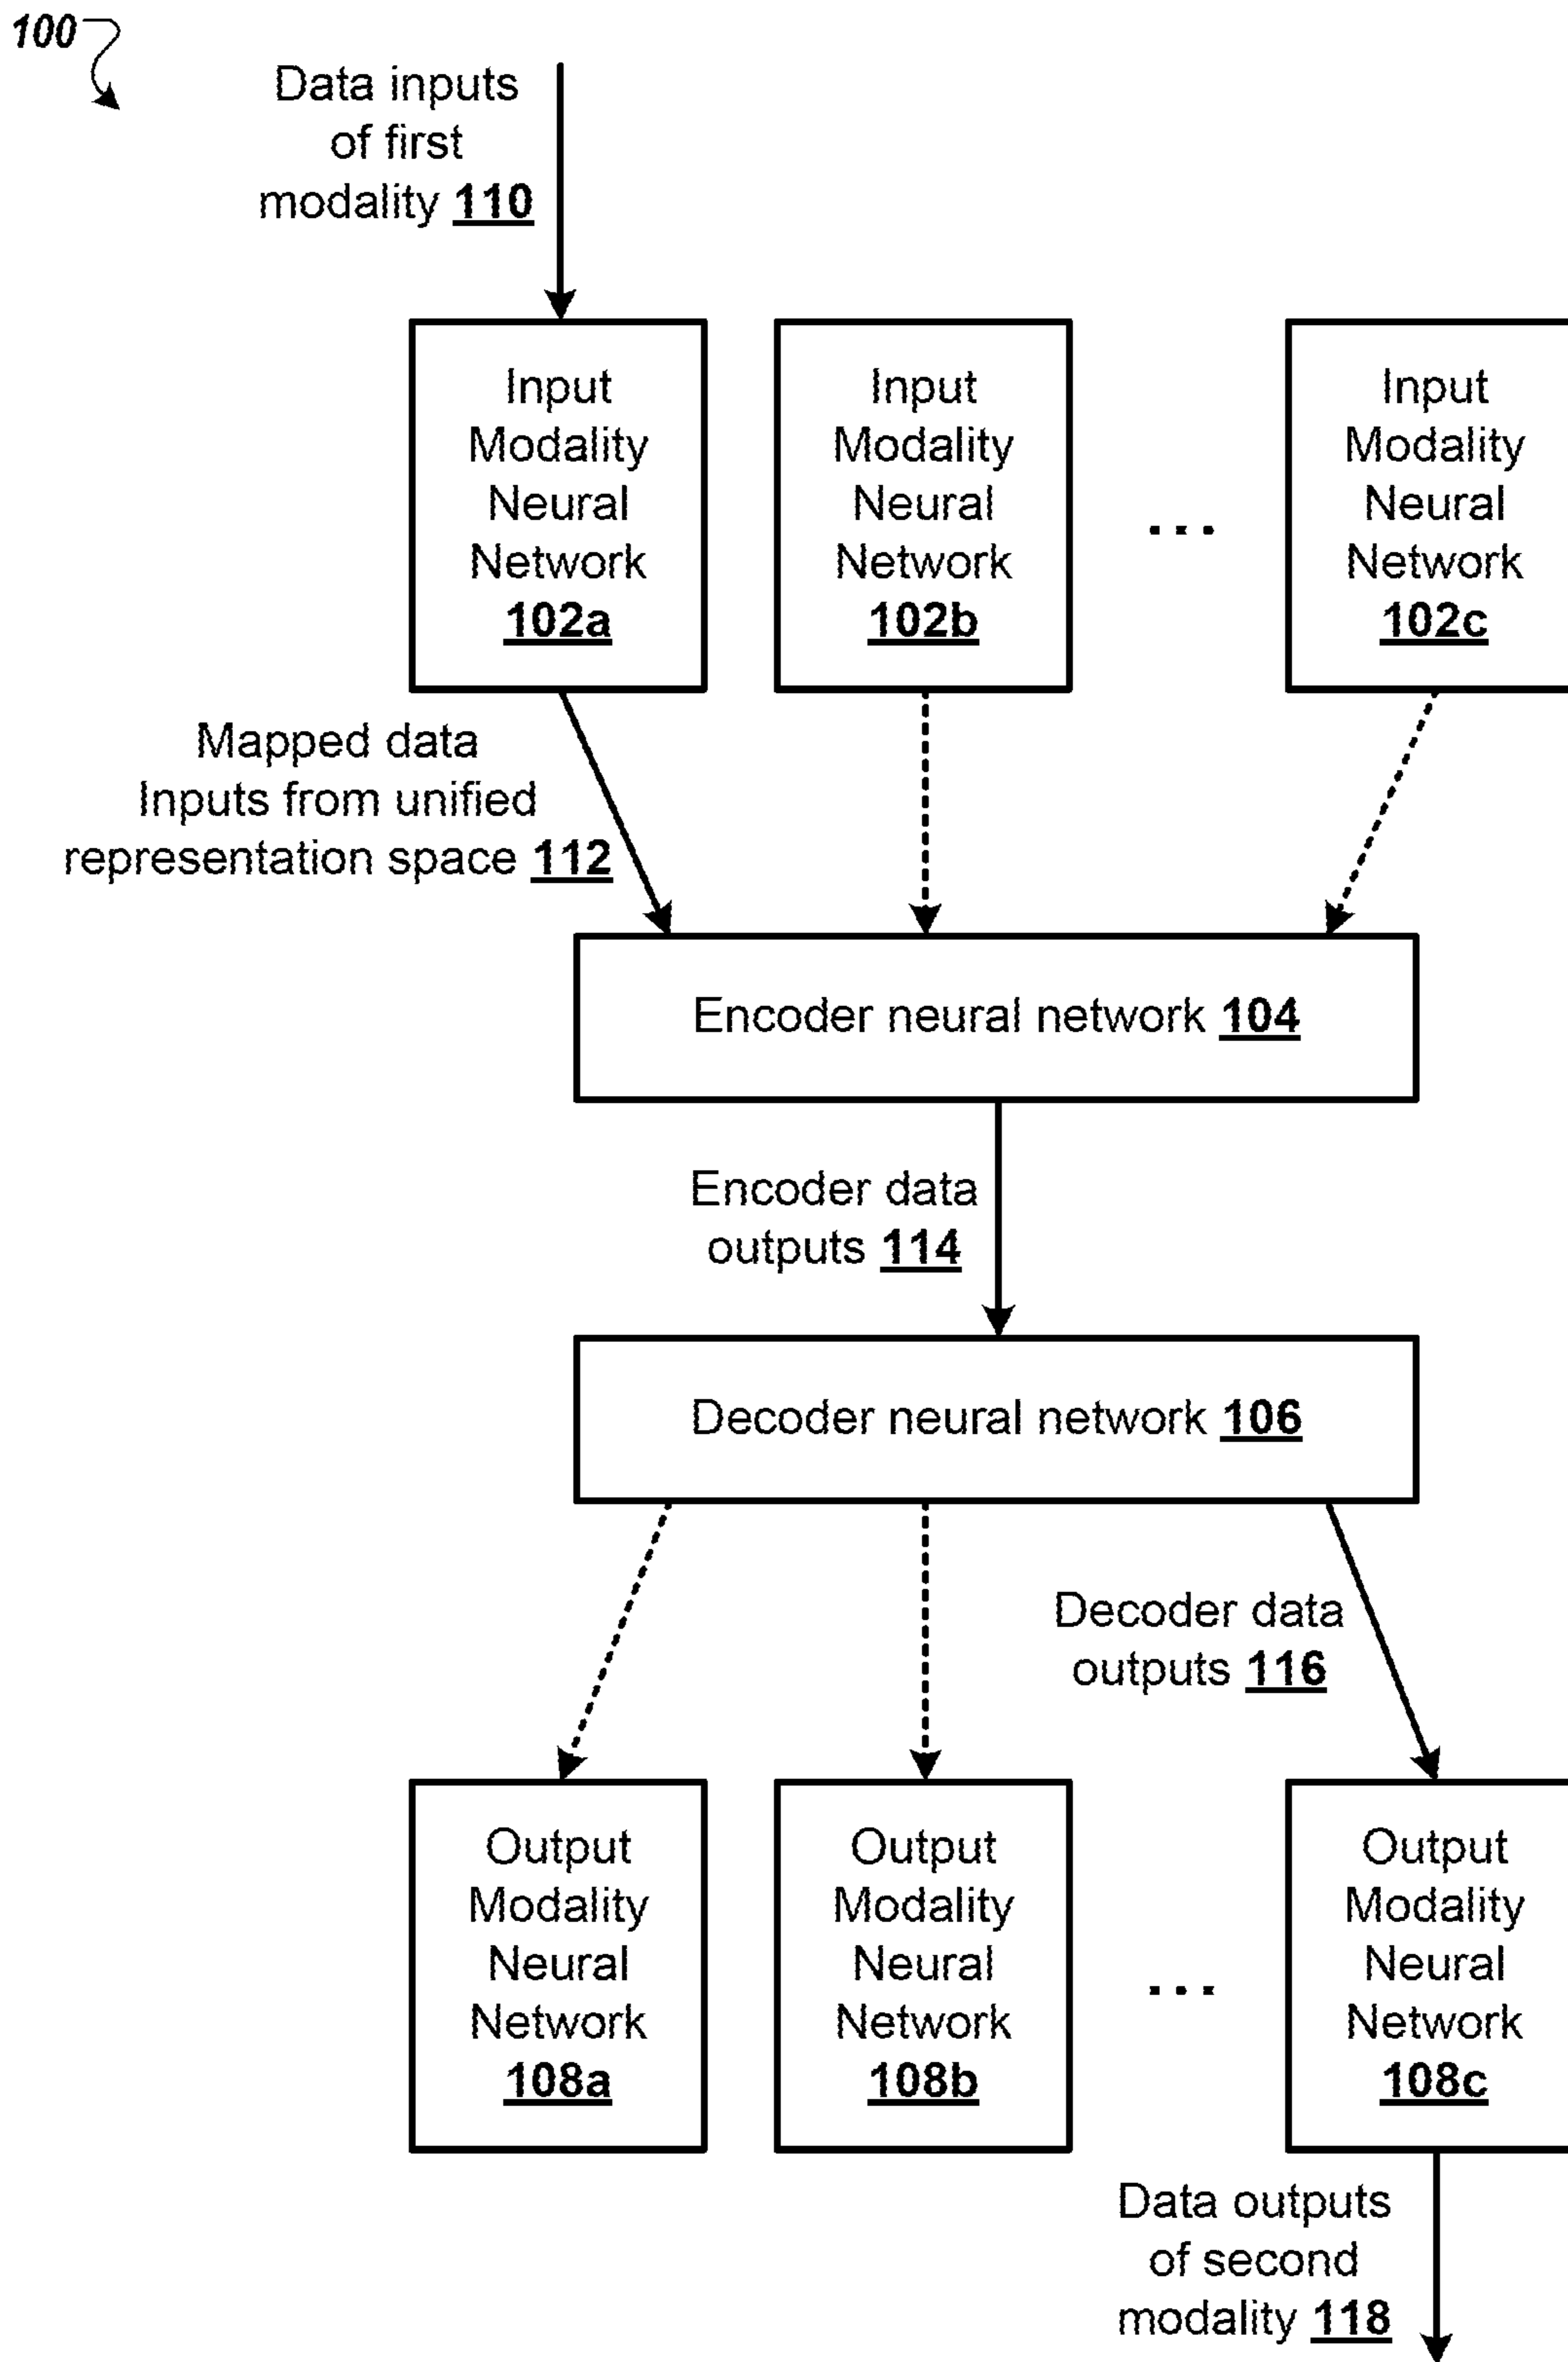 100
Data inputs
of first
modality 110
Input
Modality
Neural
Network
102a
Input
Modality
Neural
Network
102b
...
Input
Modality
Neural
Network
102c
Mapped data
Inputs from unified
representation space 112
Encoder neural network 104
Encoder data
outputs 114
Decoder neural network 106
Decoder data
outputs 116
Output
Modality
Neural
Network
108a
Output
Modality
Neural
Network
108b
...
Output
Modality
Neural
Network
108c
Data outputs
of second
modality 118